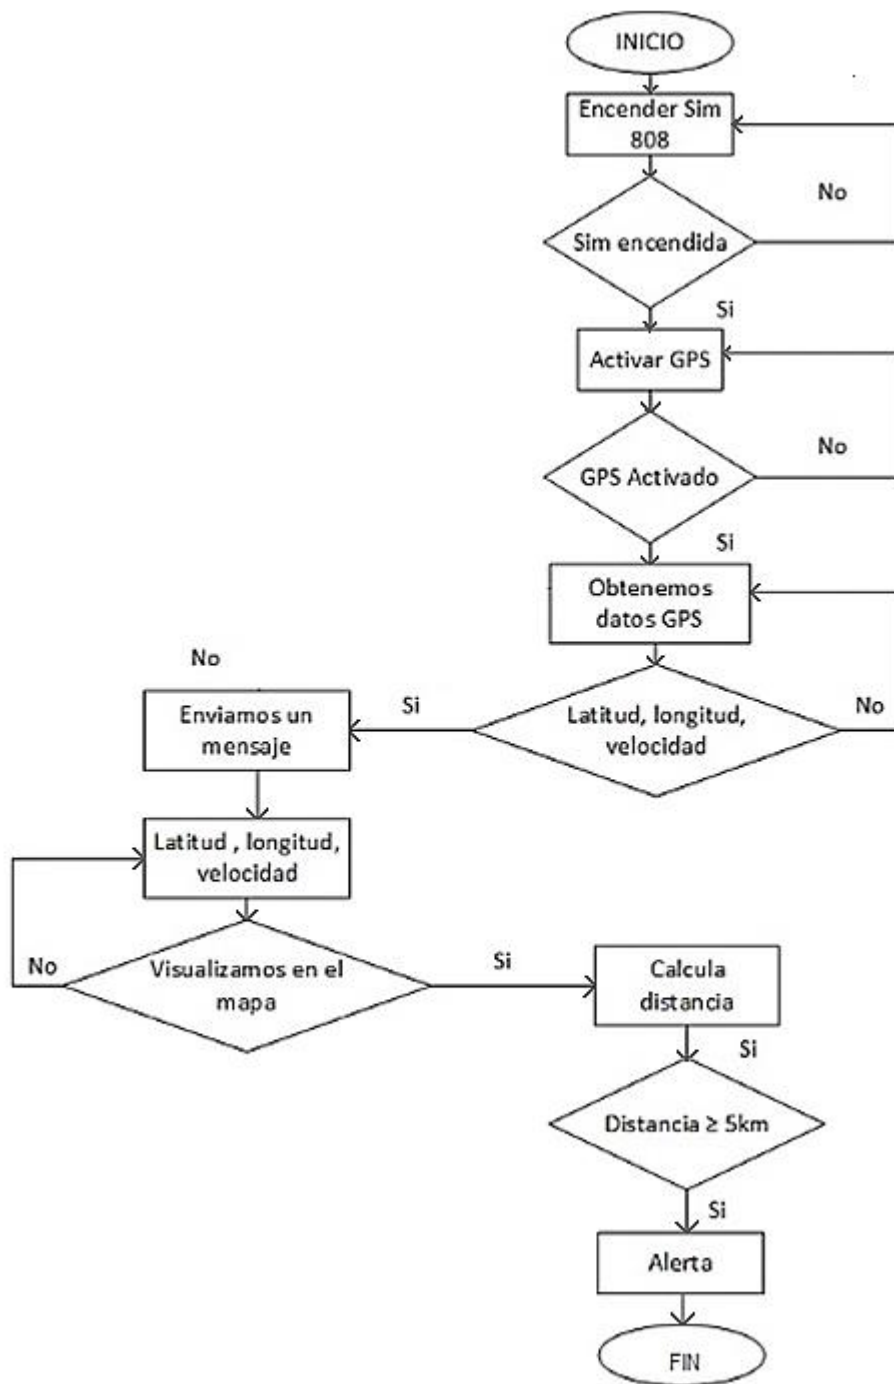 INICIO
Encender Sim
808
No
Sim encendida
Si
Activar GPS
No
GPS Activado
Si
Obtenemos
datos GPS
No
Enviamos un
mensaje
Si
Latitud, longitud,
velocidad
No
Latitud , longitud,
velocidad
No
Visualizamos en el
mapa
Si
Calcula
distancia
Si
Distancia ≥ 5km
Si
Alerta
FIN